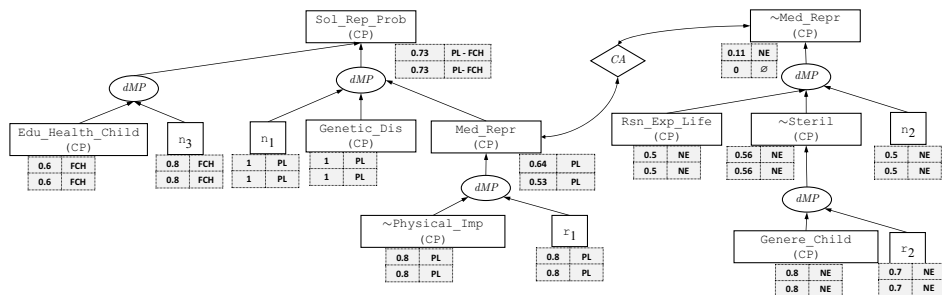 Sol_Rep_Prob
(CP)
0.73 PL - FCH
0.73 PL- FCH
~Med_Repr
(CP)
0.11 NE
0 ∅
CA
dMP
dMP
dMP
Edu_Health_Child
(CP)
0.6 FCH
0.6 FCH
n3
0.8 FCH
0.8 FCH
n1
1 PL
1 PL
Genetic_Dis
(CP)
1 PL
1 PL
Med_Repr
(CP)
0.64 PL
0.53 PL
Rsn_Exp_Life
(CP)
0.5 NE
0.5 NE
~Steril
(CP)
0.56 NE
0.56 NE
n2
0.5 NE
0.5 NE
dMP
dMP
~Physical_Imp
(CP)
0.8 PL
0.8 PL
r1
0.8 PL
0.8 PL
Genere_Child
(CP)
0.8 NE
0.8 NE
r2
0.7 NE
0.7 NE